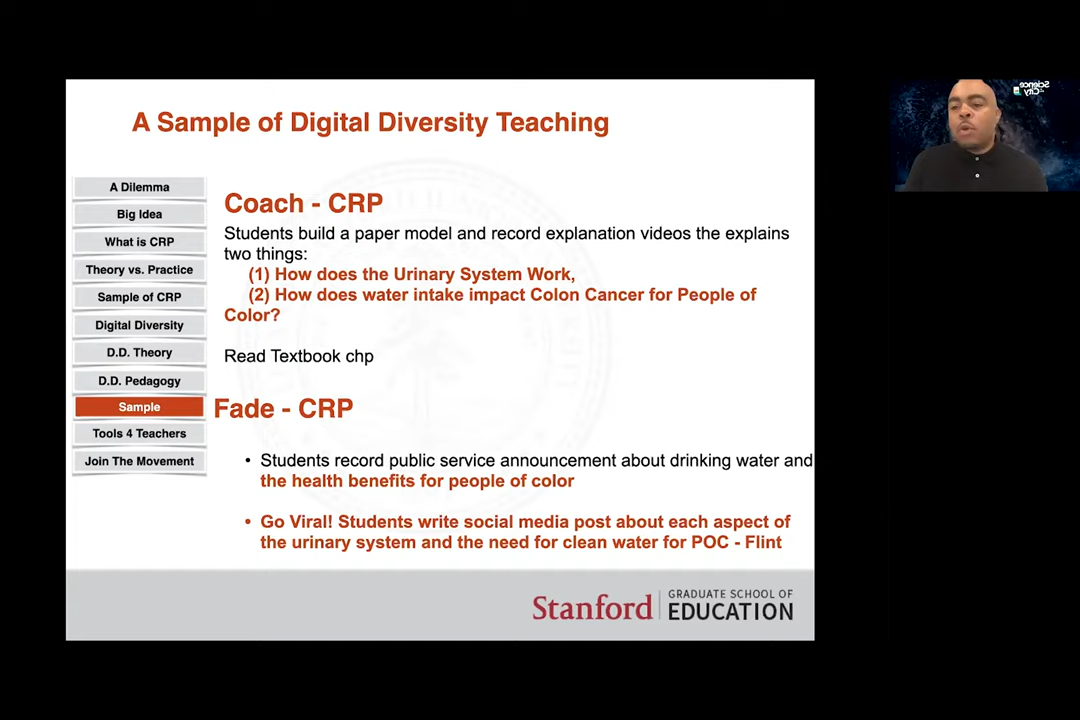 A Sample of Digital Diversity Teaching
A Dilemma
Big Idea
What is CRP
Theory vs. Practice
Sample of CRP
Digital Diversity
D.D. Theory
D.D. Pedagogy
Sample
Tools 4 Teachers
Join The Movement
Coach - CRP
Students build a paper model and record explanation videos the explains
two things:
(1) How does the Urinary System Work,
(2) How does water intake impact Colon Cancer for People of
Color?
Read Textbook chp
Fade - CRP
• Students record public service announcement about drinking water and
the health benefits for people of color
• Go Viral! Students write social media post about each aspect of
the urinary system and the need for clean water for POC - Flint
Stanford
GRADUATE SCHOOL OF
EDUCATION
Science
City